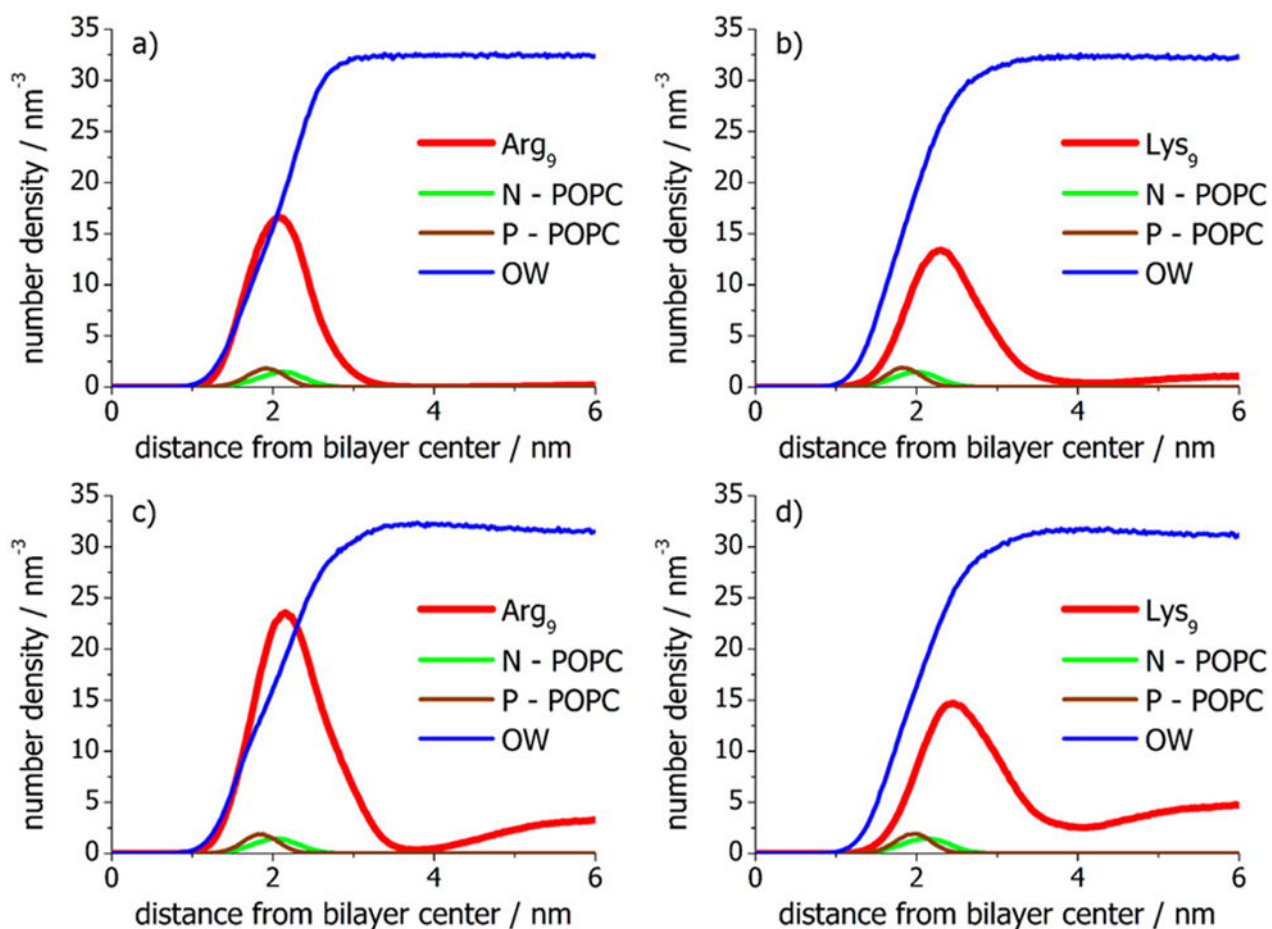 a)
number density / nm⁻³
35
30
25
20
15
10
5
0
Arg₉
N - POPC
P - POPC
OW
0 2 4 6
distance from bilayer center / nm
b)
number density / nm⁻³
35
30
25
20
15
10
5
0
Lys₉
N - POPC
P - POPC
OW
0 2 4 6
distance from bilayer center / nm
c)
number density / nm⁻³
35
30
25
20
15
10
5
0
Arg₉
N - POPC
P - POPC
OW
0 2 4 6
distance from bilayer center / nm
d)
number density / nm⁻³
35
30
25
20
15
10
5
0
Lys₉
N - POPC
P - POPC
OW
0 2 4 6
distance from bilayer center / nm